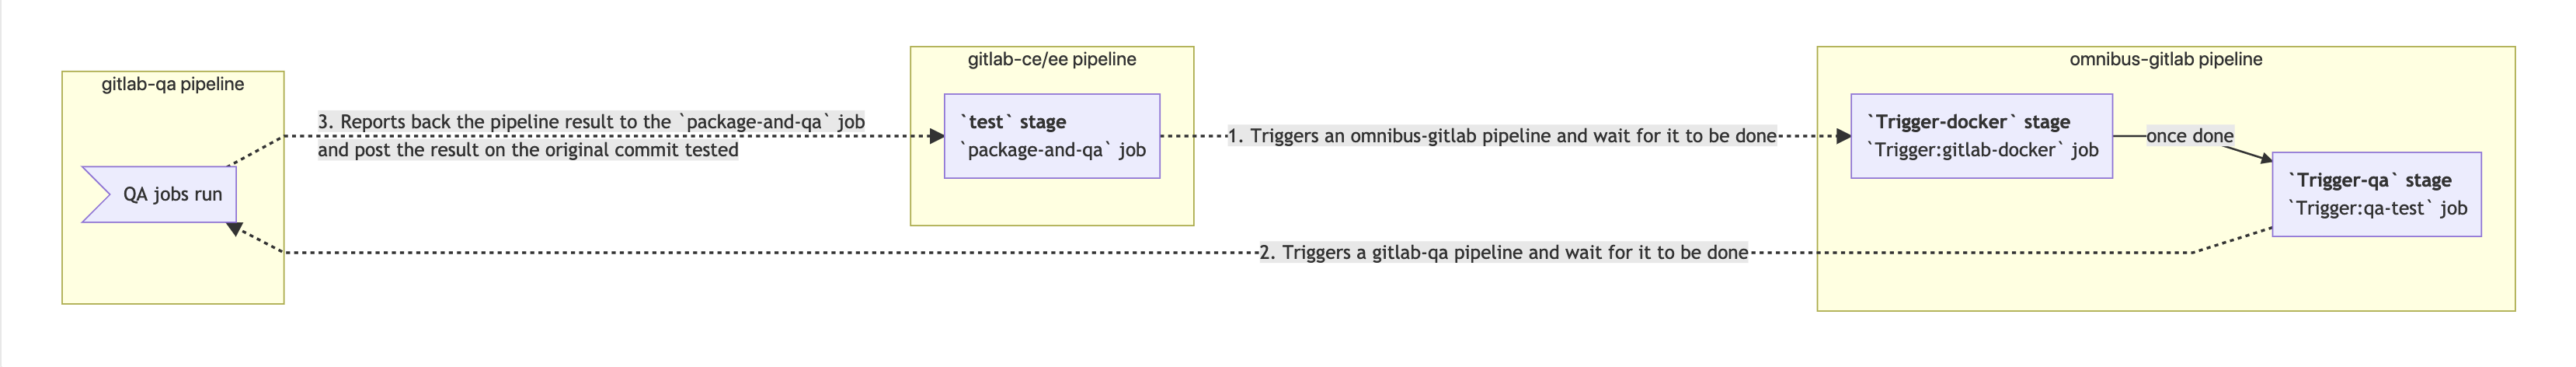 gitlab-qa pipeline
QA jobs run
3. Reports back the pipeline result to the `package-and-qa` job
and post the result on the original commit tested
gitlab-ce/ee pipeline
`test` stage
`package-and-qa` job
1. Triggers an omnibus-gitlab pipeline and wait for it to be done
omnibus-gitlab pipeline
`Trigger-docker` stage
`Trigger:gitlab-docker` job
once done
`Trigger-qa` stage
`Trigger:qa-test` job
2. Triggers a gitlab-qa pipeline and wait for it to be done